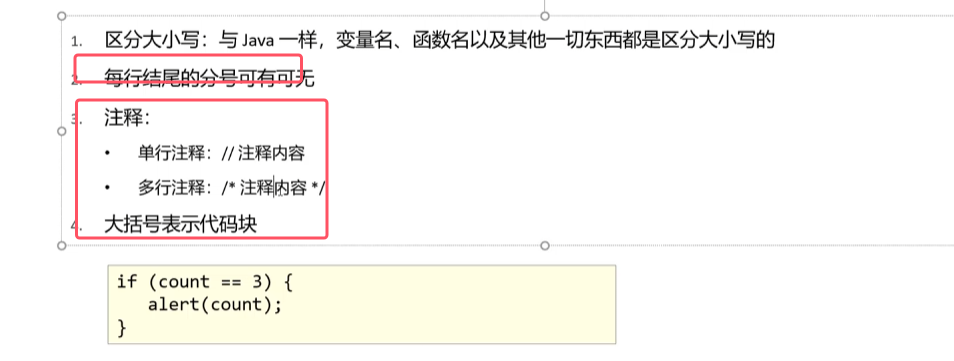 1. 区分大小写：与 Java 一样，变量名、函数名以及其他一切东西都是区分大小写的
2. 每行结尾的分号可有可无
3. 注释：
• 单行注释：// 注释内容
• 多行注释：/* 注释内容 */
4. 大括号表示代码块
if (count == 3) {
   alert(count);
}